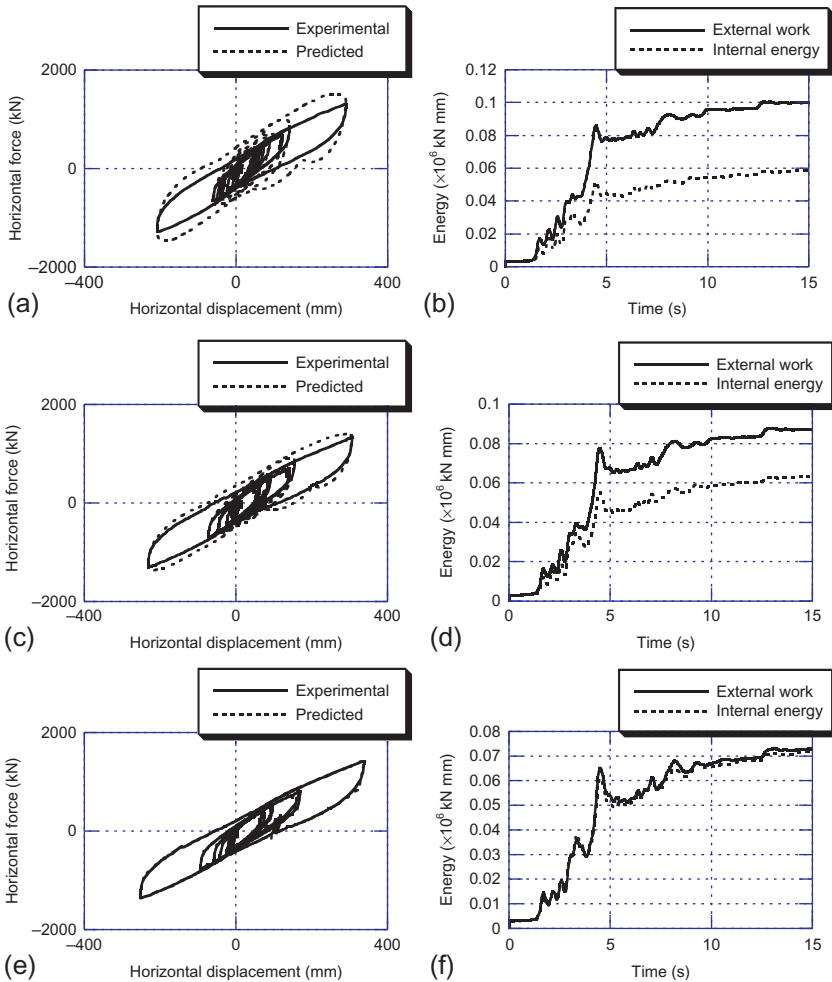 Experimental
Predicted
2000
0
−2000
−400
0
400
Horizontal force (kN)
Horizontal displacement (mm)
(a)
External work
Internal energy
0.12
0.1
0.08
0.06
0.04
0.02
0
0
5
10
15
Energy (×10⁶ kN mm)
Time (s)
(b)
Experimental
Predicted
2000
0
−2000
−400
0
400
Horizontal force (kN)
Horizontal displacement (mm)
(c)
External work
Internal energy
0.1
0.08
0.06
0.04
0.02
0
0
5
10
15
Energy (×10⁶ kN mm)
Time (s)
(d)
Experimental
Predicted
2000
0
−2000
−400
0
400
Horizontal force (kN)
Horizontal displacement (mm)
(e)
External work
Internal energy
0.08
0.07
0.06
0.05
0.04
0.03
0.02
0.01
0
0
5
10
15
Energy (×10⁶ kN mm)
Time (s)
(f)